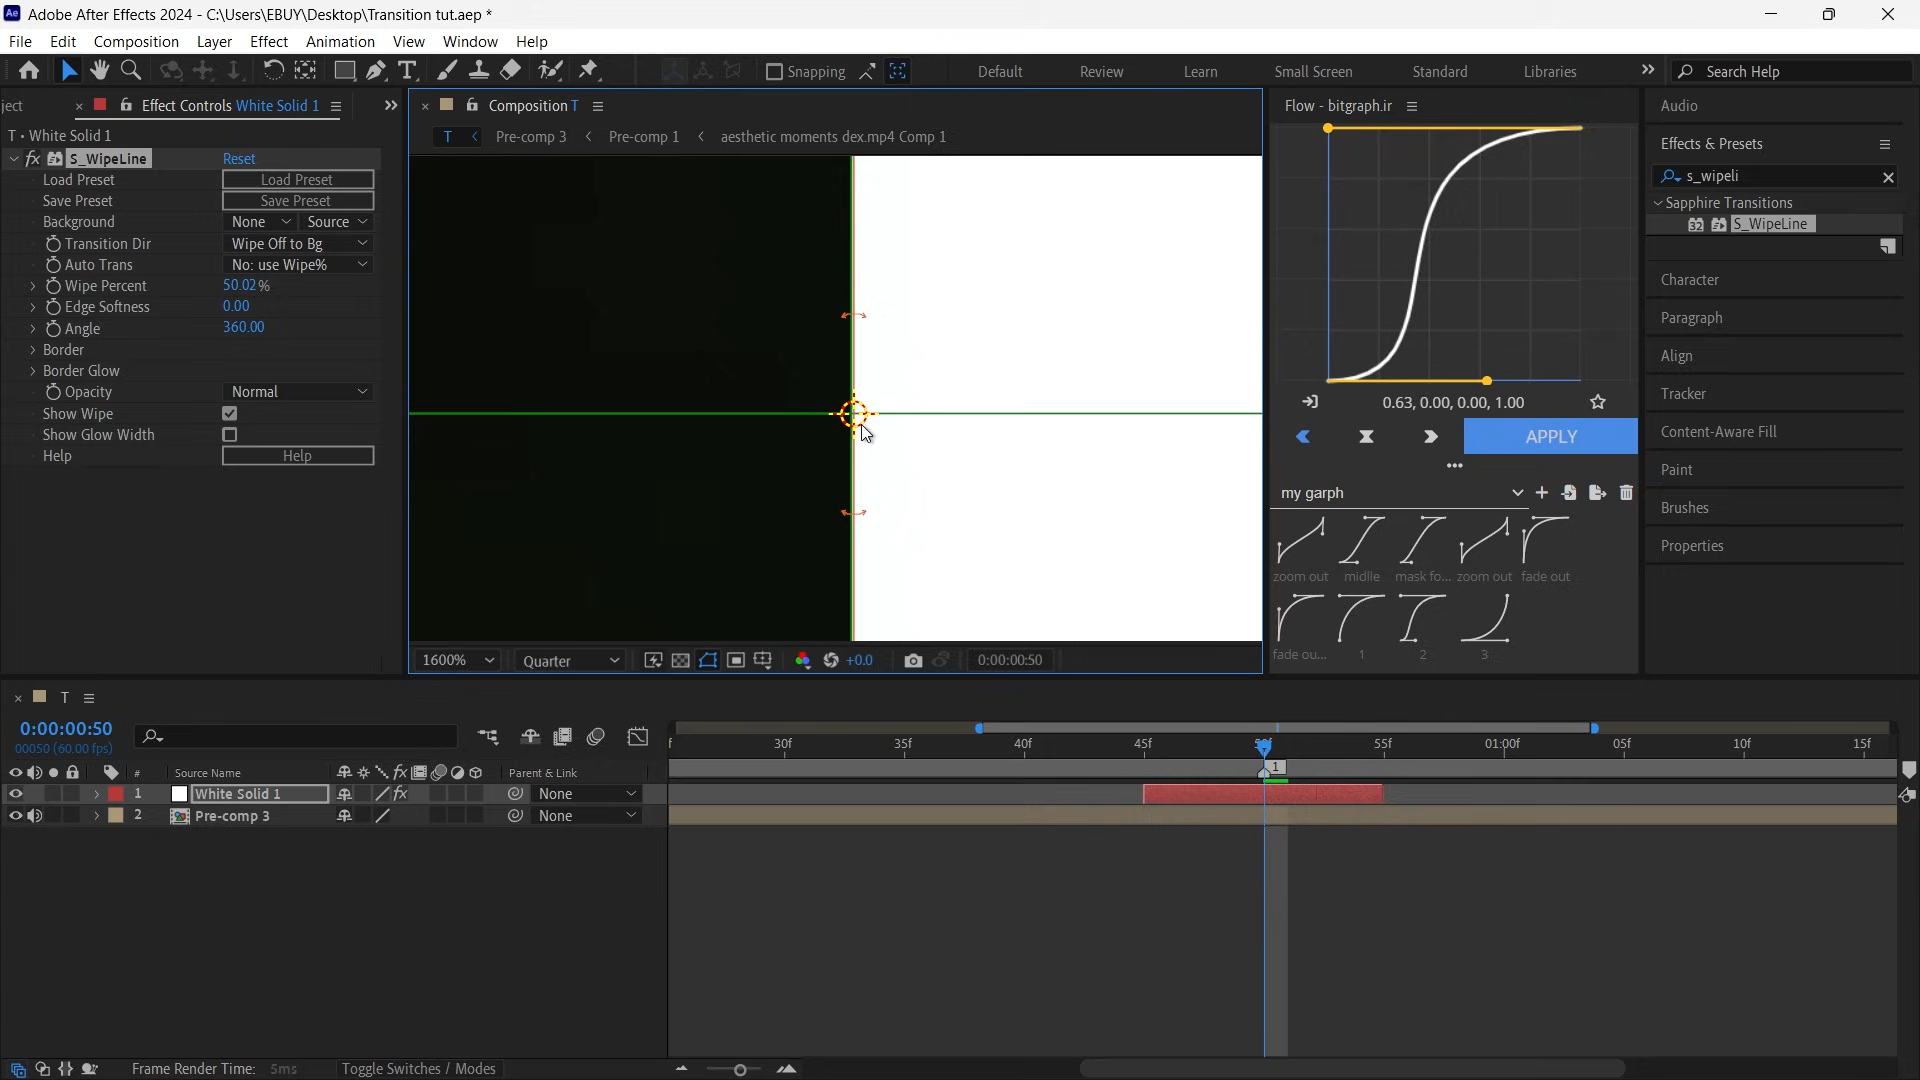 Ae Adobe After Effects 2024 - C:\Users\EBUY\Desktop\Transition tut.aep *
File Edit Composition Layer Effect Animation View Window Help
T Snapping Default Review Learn Small Screen Standard Libraries Search Help
ject Effect Controls White Solid 1
T • White Solid 1
fx S_WipeLine Reset
Load Preset Load Preset
Save Preset Save Preset
Background None Source
Transition Dir Wipe Off to Bg
Auto Trans No: use Wipe%
Wipe Percent 50.02%
Edge Softness 0.00
Angle 360.00
Border
Border Glow
Opacity Normal
Show Wipe
Show Glow Width
Help Help
Composition T
T Pre-comp 3 Pre-comp 1 aesthetic moments dex.mp4 Comp 1
1600% Quarter +0.0 0:00:00:50
Flow - bitgraph.ir
0.63, 0.00, 0.00, 1.00
APPLY
my garph
zoom out midlle mask fo... zoom out fade out
fade ou... 1 2 3
Audio
Effects & Presets
s_wipeli
Sapphire Transitions
32 S_WipeLine
Character
Paragraph
Align
Tracker
Content-Aware Fill
Paint
Brushes
Properties
T
0:00:00:50
00050 (60.00 fps)
f 30f 35f 40f 45f 55f 01:00f 05f 10f 15f
1
# Source Name fx Parent & Link
1 White Solid 1 fx None
2 Pre-comp 3 None
Frame Render Time: 5ms Toggle Switches / Modes